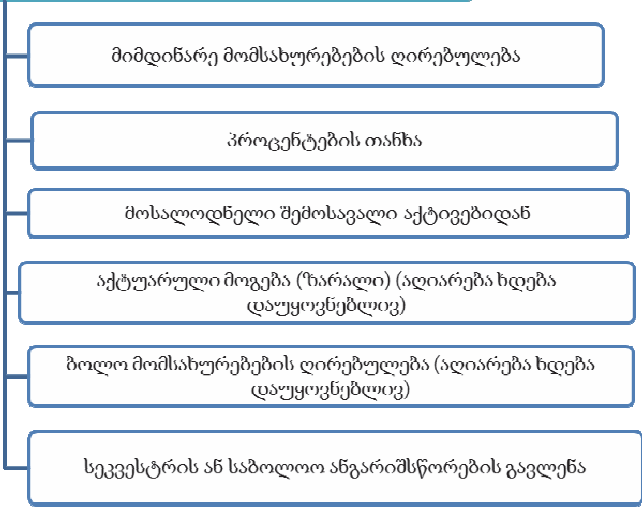 მიმდინარე მომსახურებების ღირებულება
პროცენტების თანხა
მოსალოდნელი შემოსავალი აქტივებიდან
აქტუარული მოგება (ზარალი) (აღიარება ხდება
დაუყოვნებლივ)
ბოლო მომსახურებების ღირებულება (აღიარება ხდება
დაუყოვნებლივ)
სეკვესტრის ან საბოლოო ანგარიშსწორების გავლენა